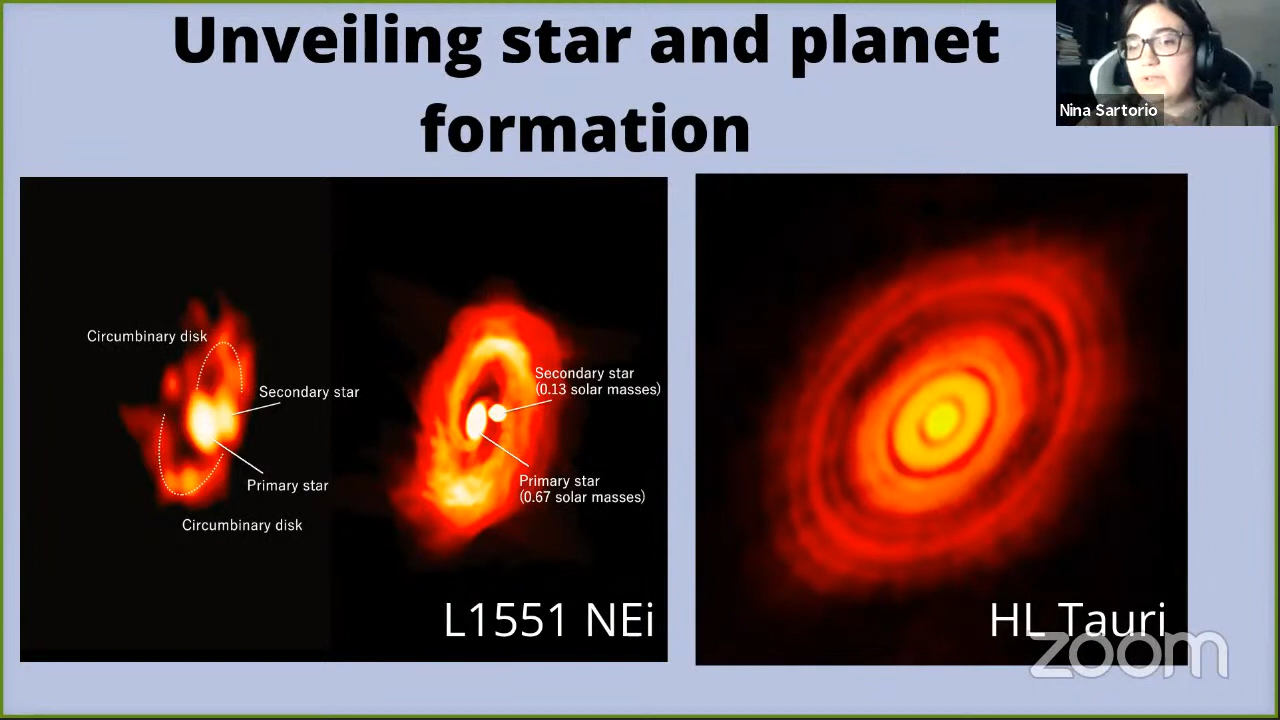 Unveiling star and planet
formation
Nina Sartorio
Circumbinary disk
Secondary star
Primary star
Circumbinary disk
Secondary star
(0.13 solar masses)
Primary star
(0.67 solar masses)
L1551 NEi
HL Tauri
zoom